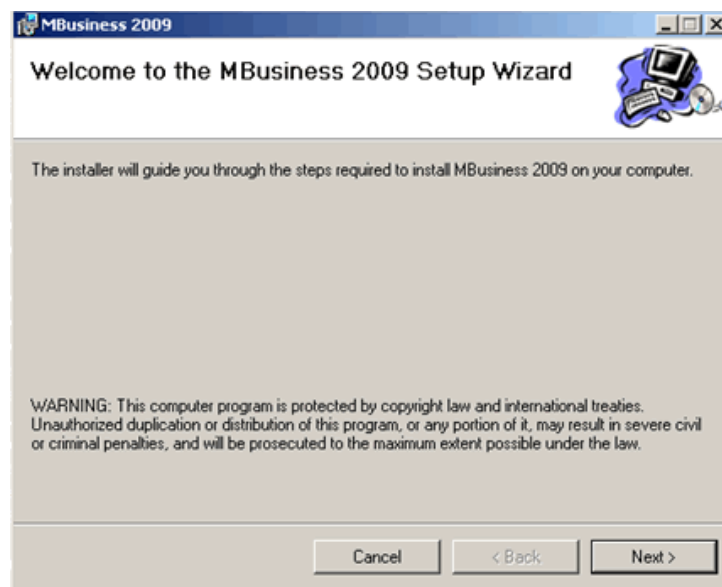 MBusiness 2009
Welcome to the MBusiness 2009 Setup Wizard
The installer will guide you through the steps required to install MBusiness 2009 on your computer.
WARNING: This computer program is protected by copyright law and international treaties.
Unauthorized duplication or distribution of this program, or any portion of it, may result in severe civil
or criminal penalties, and will be prosecuted to the maximum extent possible under the law.
Cancel
< Back
Next >